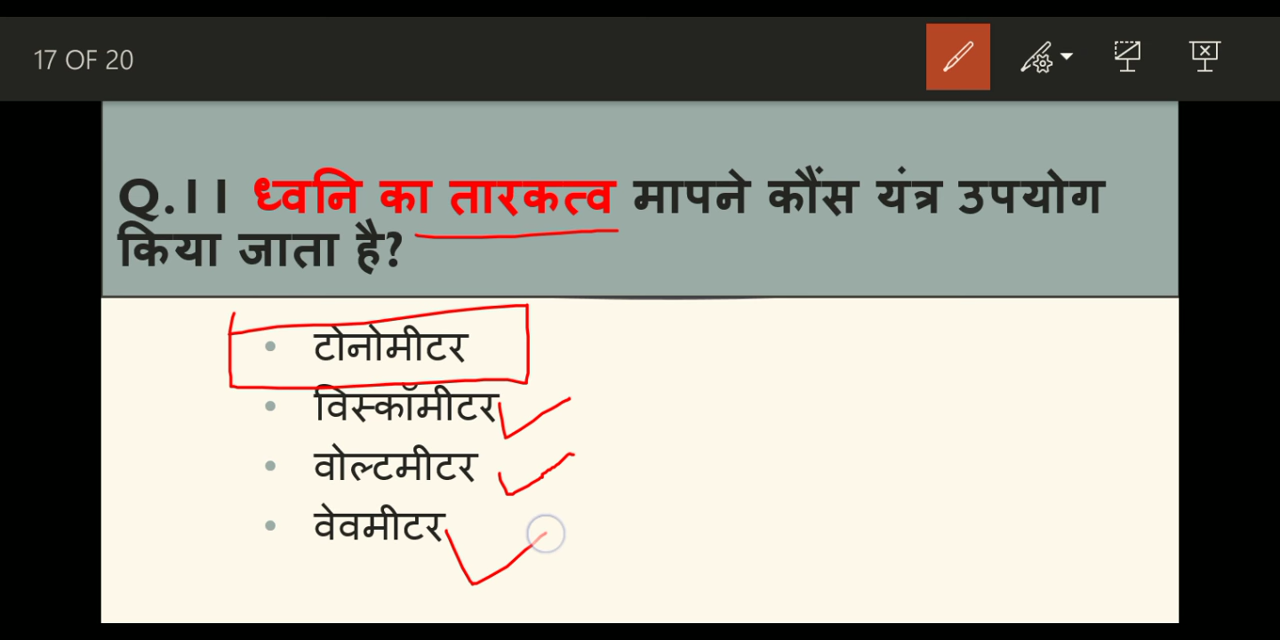 17 OF 20
Q.11 ध्वनि का तारकत्व मापने कौंस यंत्र उपयोग
किया जाता है?
• टोनोमीटर
• विस्कॉमीटर
• वोल्टमीटर
• वेवमीटर